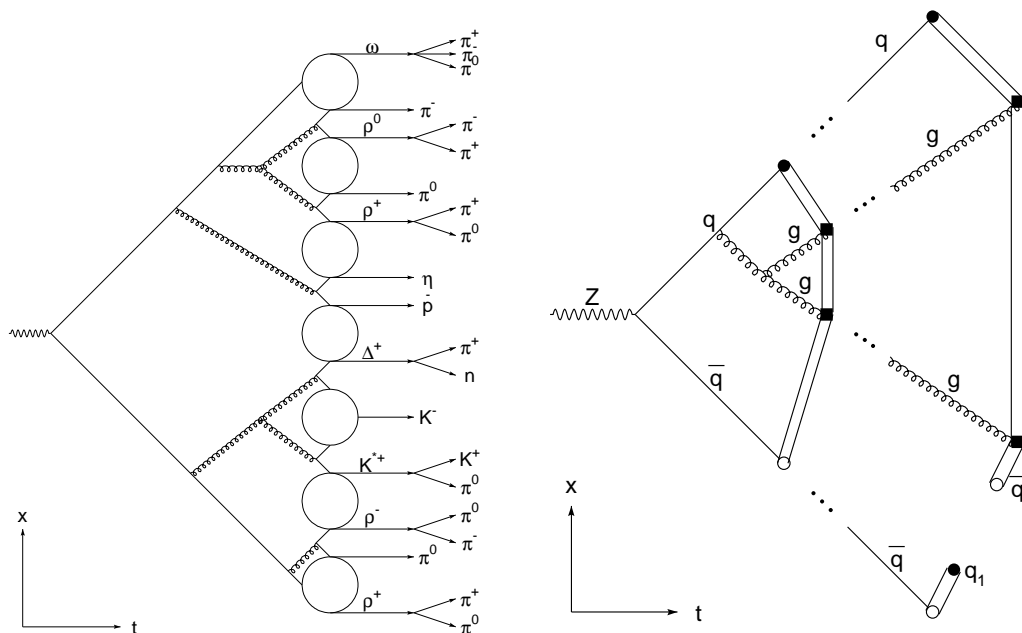 ω
π⁺
π⁻
π⁰
π⁻
ρ⁰
π⁻
π⁺
π⁰
ρ⁺
π⁺
π⁰
η
p̄
Δ⁺
π⁺
n
K⁻
K*⁺
K⁺
π⁰
ρ⁻
π⁰
π⁻
π⁰
ρ⁺
π⁺
π⁰
x
t
q
g
q
g
Z
g
q̄
g
q̄
x
q̄
q₁
t